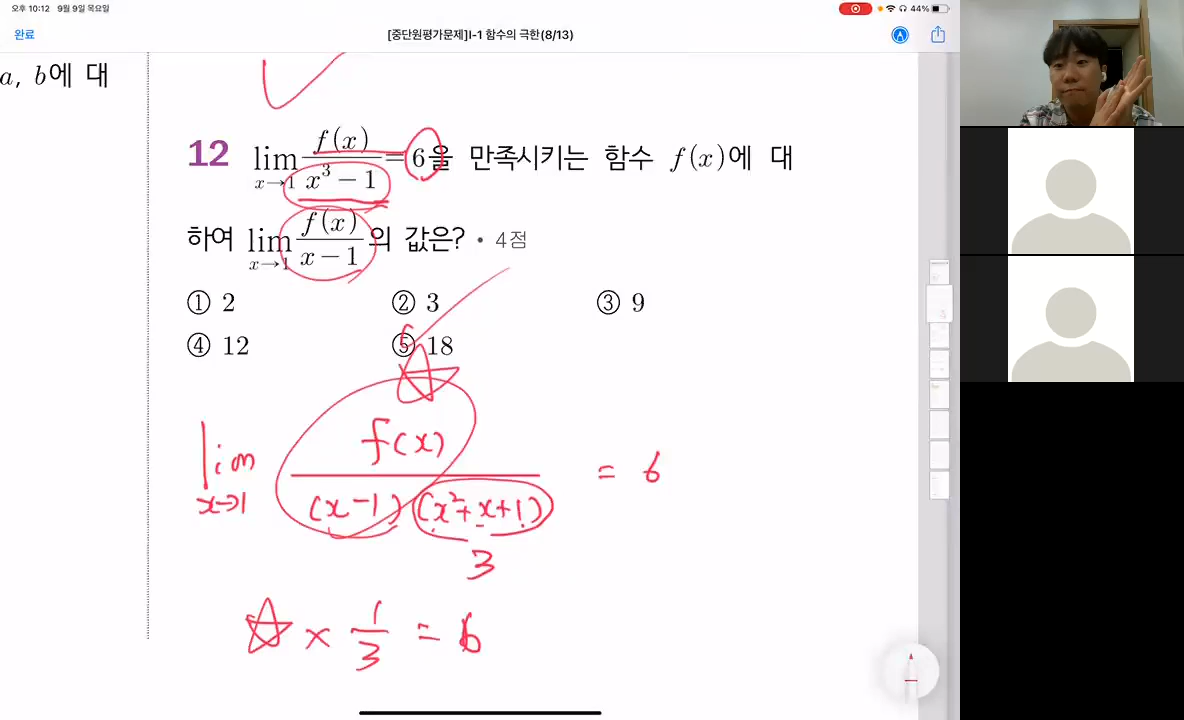 오후 10:12 9월 9일 목요일
44%
완료
[중단원평가문제]I-1 함수의 극한(8/13)
a, b에 대
12 lim x→1 f(x)/(x³ − 1) = 6을 만족시키는 함수 f(x)에 대
하여 lim x→1 f(x)/(x − 1)의 값은? • 4점
① 2 ② 3 ③ 9
④ 12 ⑤ 18
lim x→1 f(x)/((x−1)(x²+x+1)) = 6
3
☆ × 1/3 = 6